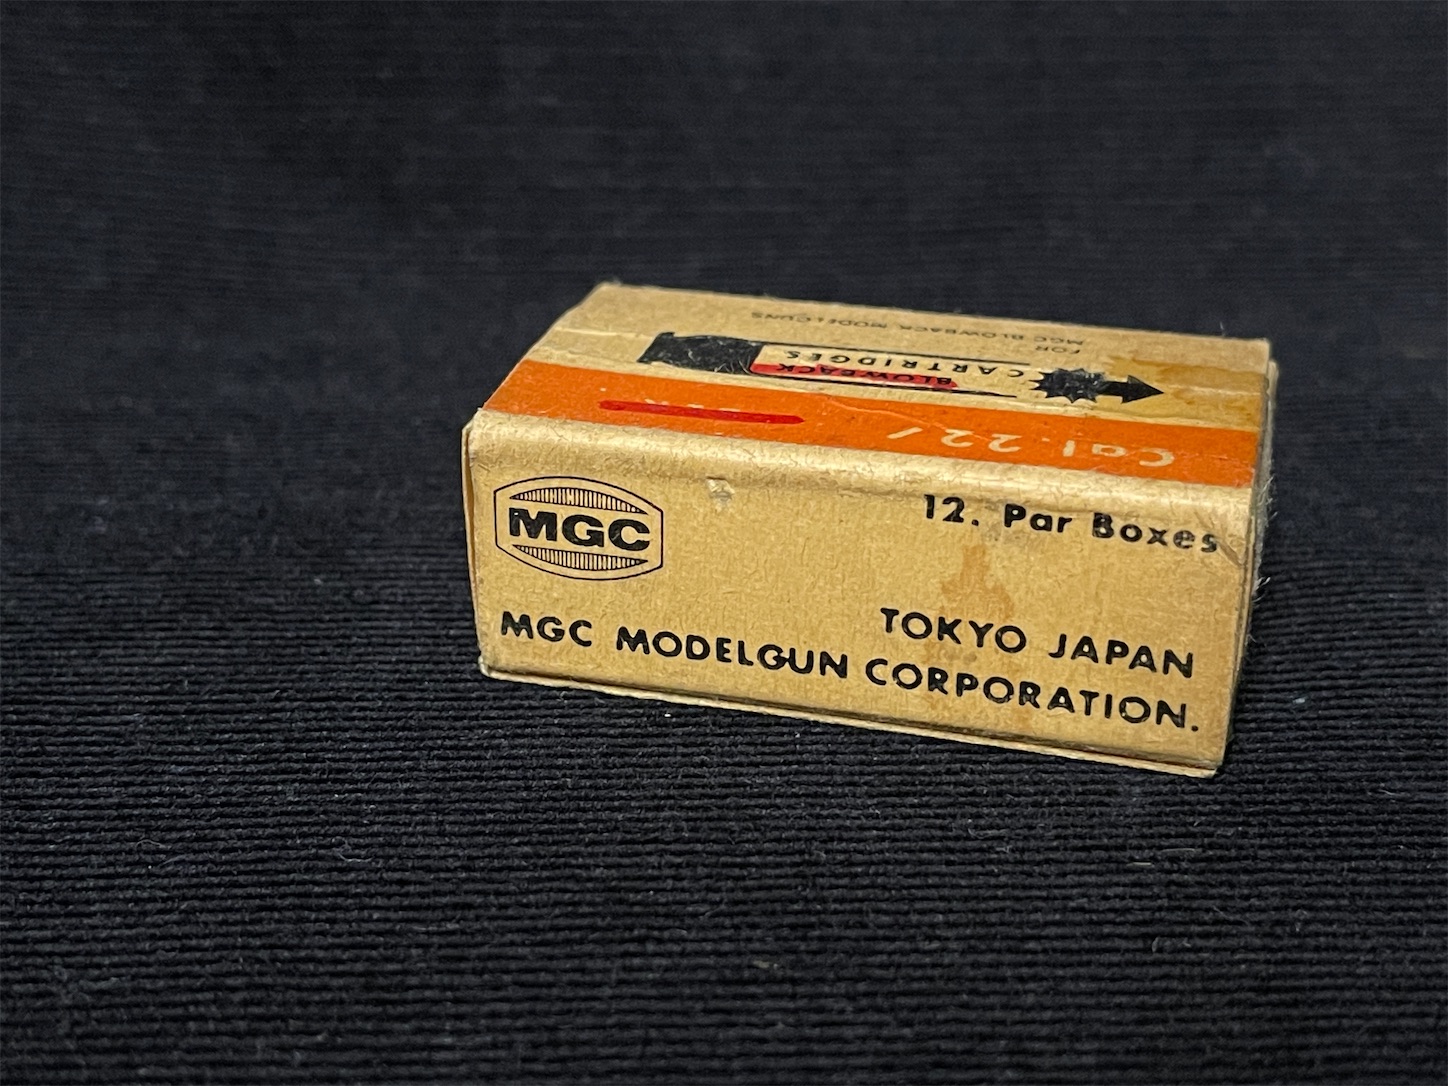 FOR
MGC BLOWBACK MODELGUNS
BLOWBACK
CARTRIDGES
Cal. 22/
MGC
12. Par Boxes
TOKYO JAPAN
MGC MODELGUN CORPORATION.